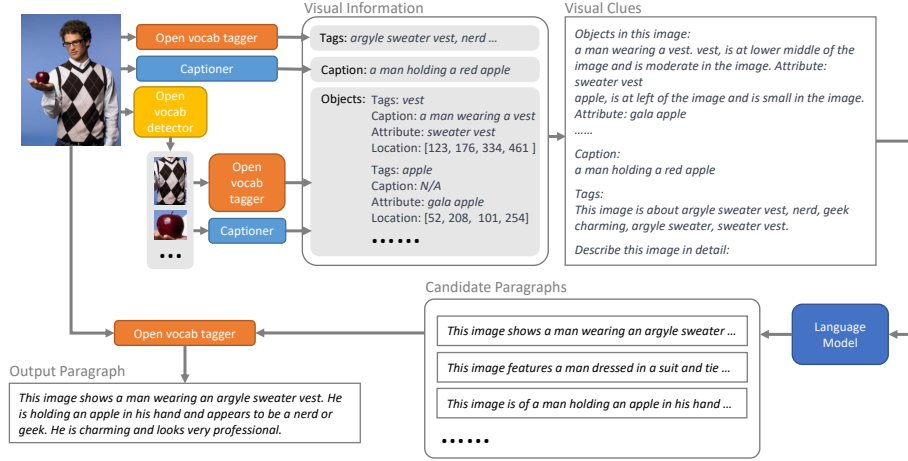 Visual Information
Visual Clues
Open vocab tagger
Tags: argyle sweater vest, nerd ...
Captioner
Caption: a man holding a red apple
Open
vocab
detector
Objects:
Tags: vest
Caption: a man wearing a vest
Attribute: sweater vest
Location: [123, 176, 334, 461 ]
Tags: apple
Caption: N/A
Attribute: gala apple
Location: [52, 208, 101, 254]
......
Open
vocab
tagger
Captioner
...
Objects in this image:
a man wearing a vest. vest, is at lower middle of the
image and is moderate in the image. Attribute:
sweater vest
apple, is at left of the image and is small in the image.
Attribute: gala apple
......
Caption:
a man holding a red apple
Tags:
This image is about argyle sweater vest, nerd, geek
charming, argyle sweater, sweater vest.
Describe this image in detail:
Candidate Paragraphs
This image shows a man wearing an argyle sweater ...
This image features a man dressed in a suit and tie ...
This image is of a man holding an apple in his hand ...
......
Language
Model
Open vocab tagger
Output Paragraph
This image shows a man wearing an argyle sweater vest. He
is holding an apple in his hand and appears to be a nerd or
geek. He is charming and looks very professional.